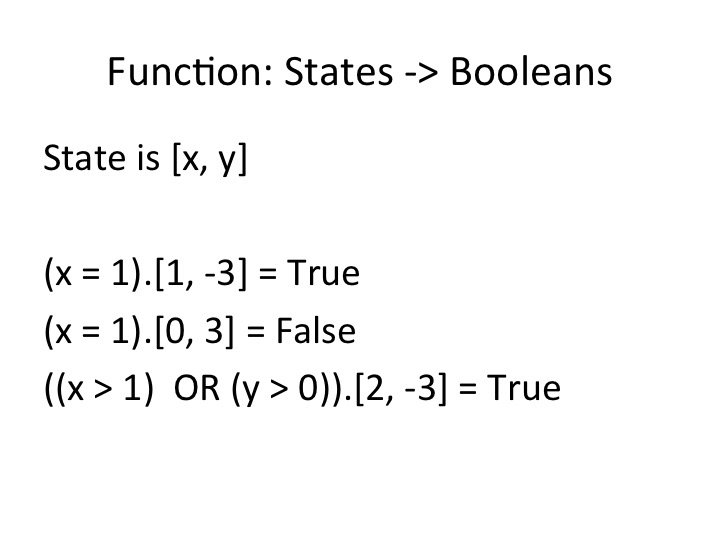 Function: States -> Booleans
State is [x, y]
(x = 1).[1, -3] = True
(x = 1).[0, 3] = False
((x > 1)  OR (y > 0)).[2, -3] = True